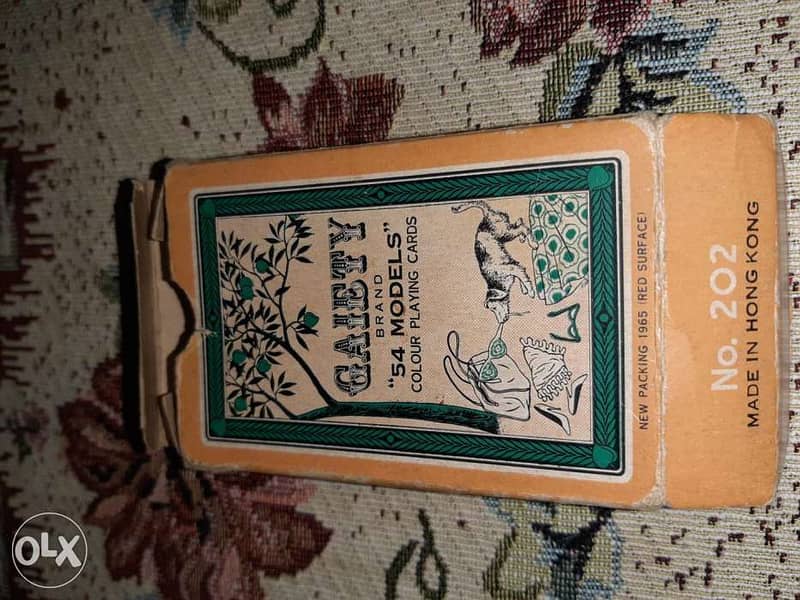 GAIETY
BRAND
"54 MODELS"
COLOUR PLAYING CARDS
NEW PACKING 1965 (RED SURFACE)
No. 202
MADE IN HONG KONG
OLX